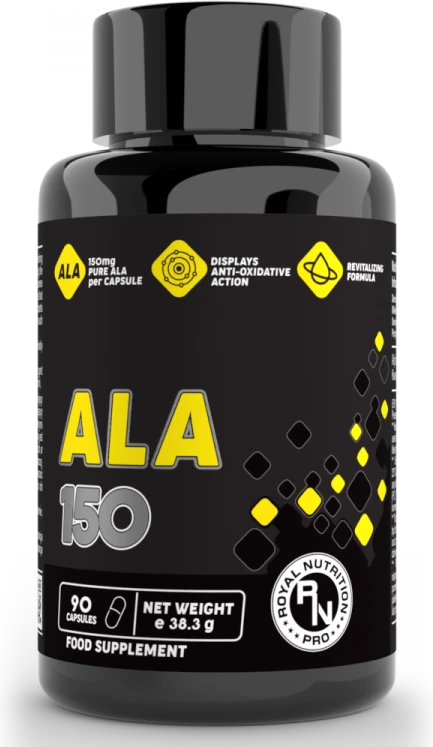 ALA
150mg
PURE ALA
per CAPSULE
DISPLAYS
ANTI-OXIDATIVE
ACTION
REVITALIZING
FORMULA
ALA
150
90
CAPSULES
NET WEIGHT
e 38.3 g
FOOD SUPPLEMENT
ROYAL NUTRITION
RN
PRO